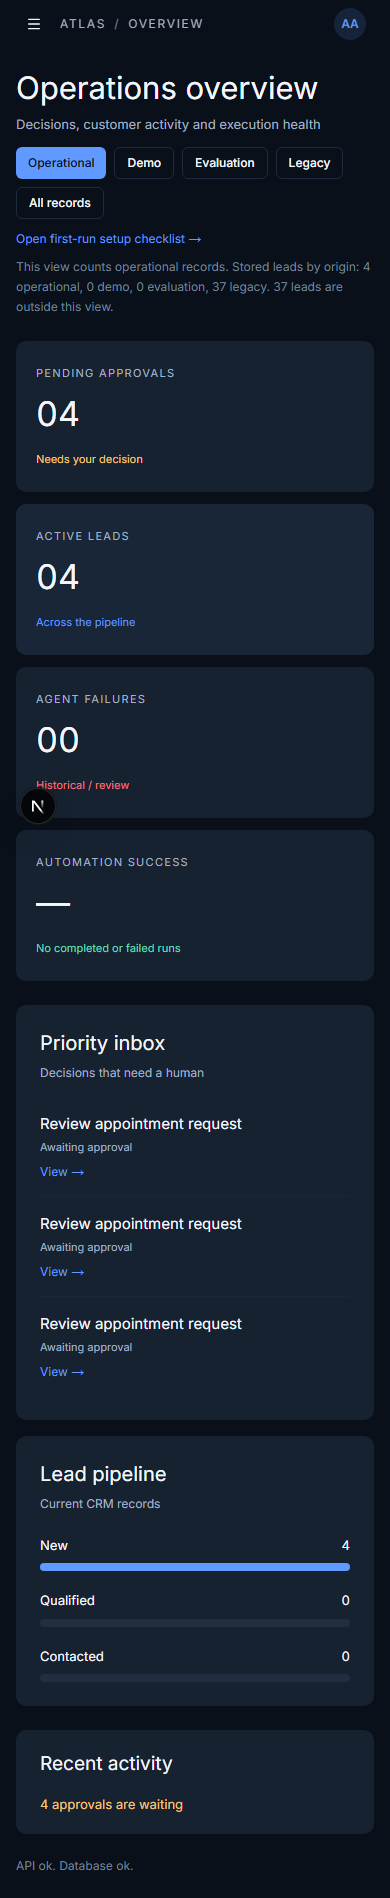 ATLAS / OVERVIEW
AA
Operations overview
Decisions, customer activity and execution health
Operational
Demo
Evaluation
Legacy
All records
Open first-run setup checklist →
This view counts operational records. Stored leads by origin: 4
operational, 0 demo, 0 evaluation, 37 legacy. 37 leads are
outside this view.
PENDING APPROVALS
04
Needs your decision
ACTIVE LEADS
04
Across the pipeline
AGENT FAILURES
00
Historical / review
N
AUTOMATION SUCCESS
—
No completed or failed runs
Priority inbox
Decisions that need a human
Review appointment request
Awaiting approval
View →
Review appointment request
Awaiting approval
View →
Review appointment request
Awaiting approval
View →
Lead pipeline
Current CRM records
New 4
Qualified 0
Contacted 0
Recent activity
4 approvals are waiting
API ok. Database ok.